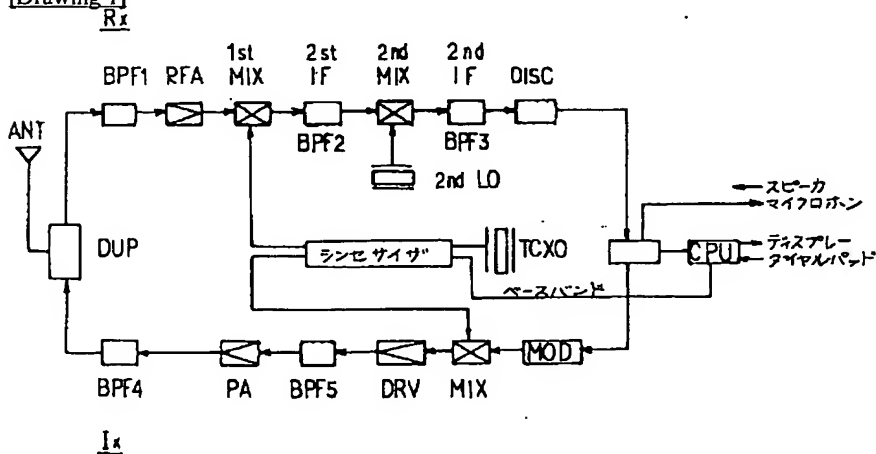 [Drawing 1]
Rx
1st MIX
2st IF
2nd MIX
2nd IF
BPF1
RFA
DISC
ANT
BPF2
BPF3
2nd LO
スピーカ
マイクロホン
DUP
シンセサイザ
TCXO
CPU
ディスプレー
タイヤルパッド
ベースバンド
MOD
BPF4
PA
BPF5
DRV
MIX
Ix